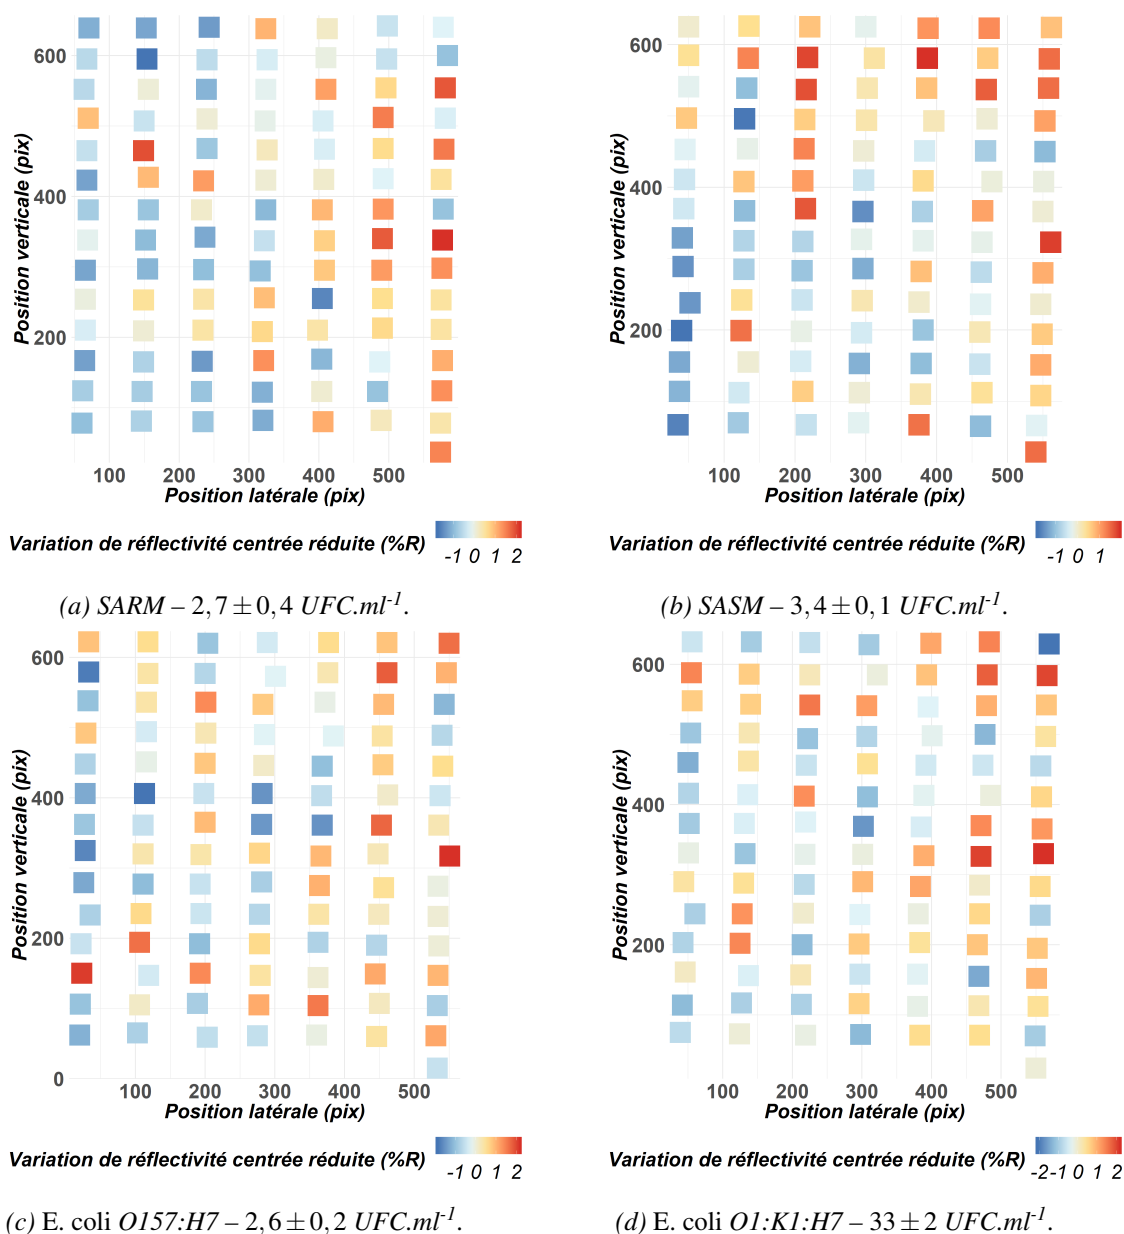 600
400
200
Position verticale (pix)
100 200 300 400 500
Position latérale (pix)
Variation de réflectivité centrée réduite (%R)
-1 0 1 2
(a) SARM – 2,7 ± 0,4 UFC.ml-1.
600
400
200
Position verticale (pix)
100 200 300 400 500
Position latérale (pix)
Variation de réflectivité centrée réduite (%R)
-1 0 1
(b) SASM – 3,4 ± 0,1 UFC.ml-1.
600
400
200
0
Position verticale (pix)
100 200 300 400 500
Position latérale (pix)
Variation de réflectivité centrée réduite (%R)
-1 0 1 2
(c) E. coli O157:H7 – 2,6 ± 0,2 UFC.ml-1.
600
400
200
Position verticale (pix)
100 200 300 400 500
Position latérale (pix)
Variation de réflectivité centrée réduite (%R)
-2-1 0 1 2
(d) E. coli O1:K1:H7 – 33 ± 2 UFC.ml-1.